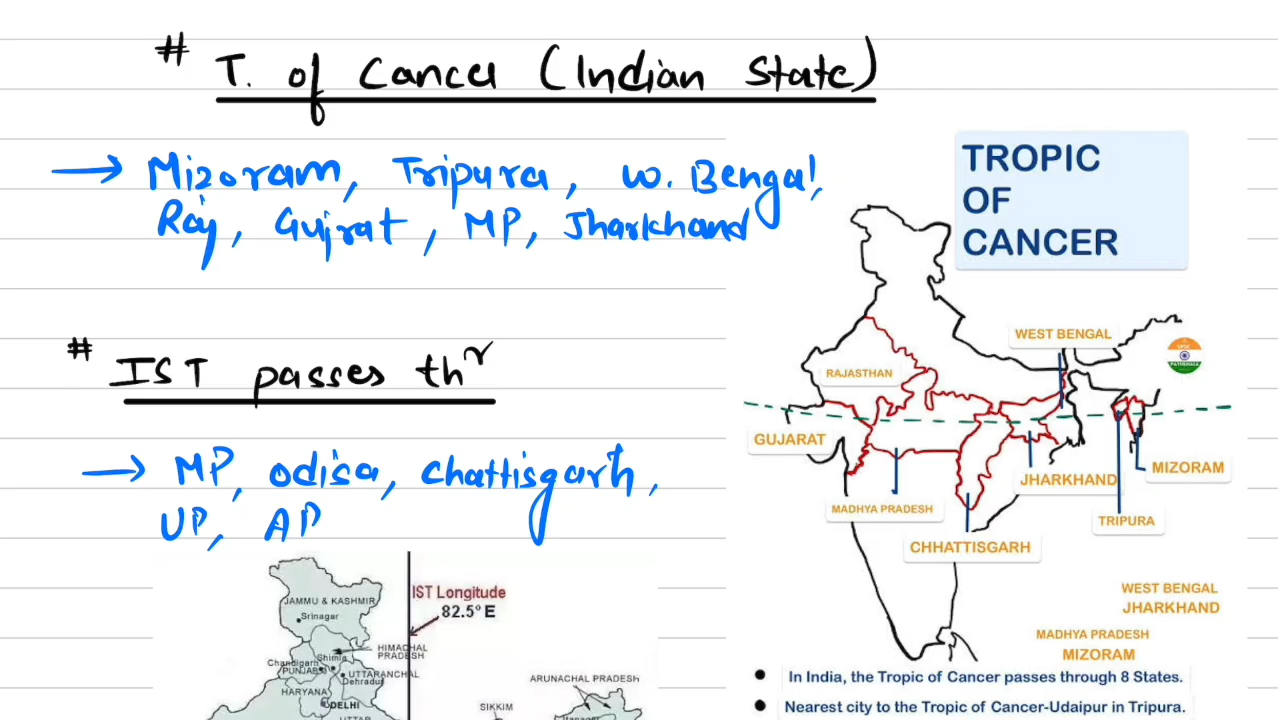 # T. of Cancer (Indian State)
→ Mizoram, Tripura, W. Bengal,
Raj, Gujrat, MP, Jharkhand
# IST passes thr
→ MP, Odisa, Chattisgarh,
UP, AP
JAMMU & KASHMIR
Srinagar
IST Longitude
82.5° E
HIMACHAL
PRADESH
Shimla
Chandigarh
PUNJAB
UTTARANCHAL
Dehradun
HARYANA
DELHI
UTTAR
SIKKIM
ARUNACHAL PRADESH
Itanagar
TROPIC
OF
CANCER
WEST BENGAL
RAJASTHAN
GUJARAT
MADHYA PRADESH
CHHATTISGARH
JHARKHAND
TRIPURA
MIZORAM
WEST BENGAL
JHARKHAND
MADHYA PRADESH
MIZORAM
● In India, the Tropic of Cancer passes through 8 States.
● Nearest city to the Tropic of Cancer-Udaipur in Tripura.